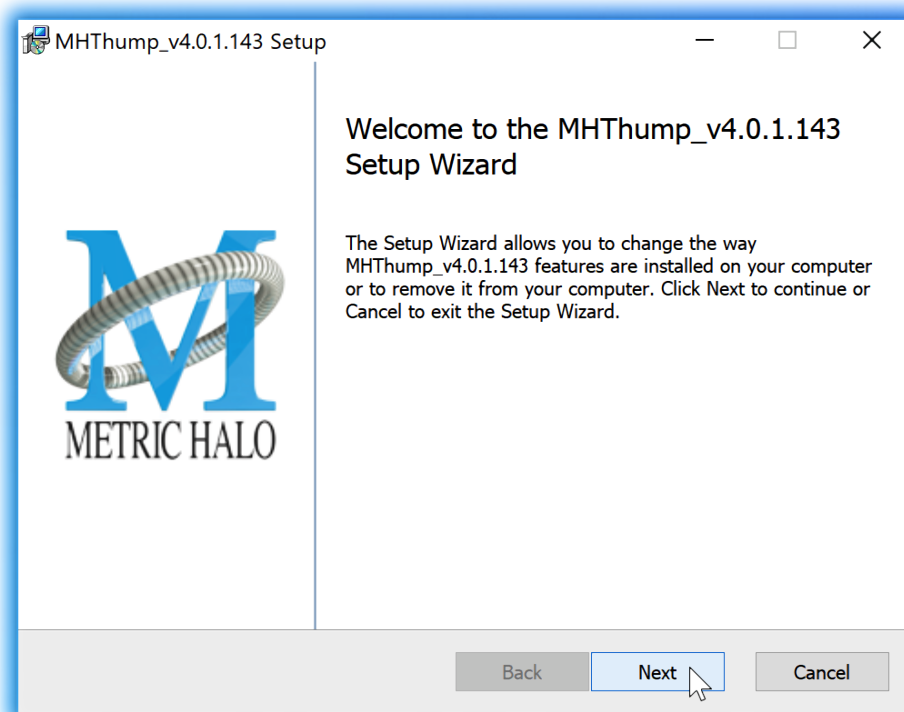 MHThump_v4.0.1.143 Setup
Welcome to the MHThump_v4.0.1.143
Setup Wizard
The Setup Wizard allows you to change the way
MHThump_v4.0.1.143 features are installed on your computer
or to remove it from your computer. Click Next to continue or
Cancel to exit the Setup Wizard.
METRIC HALO
Back
Next
Cancel